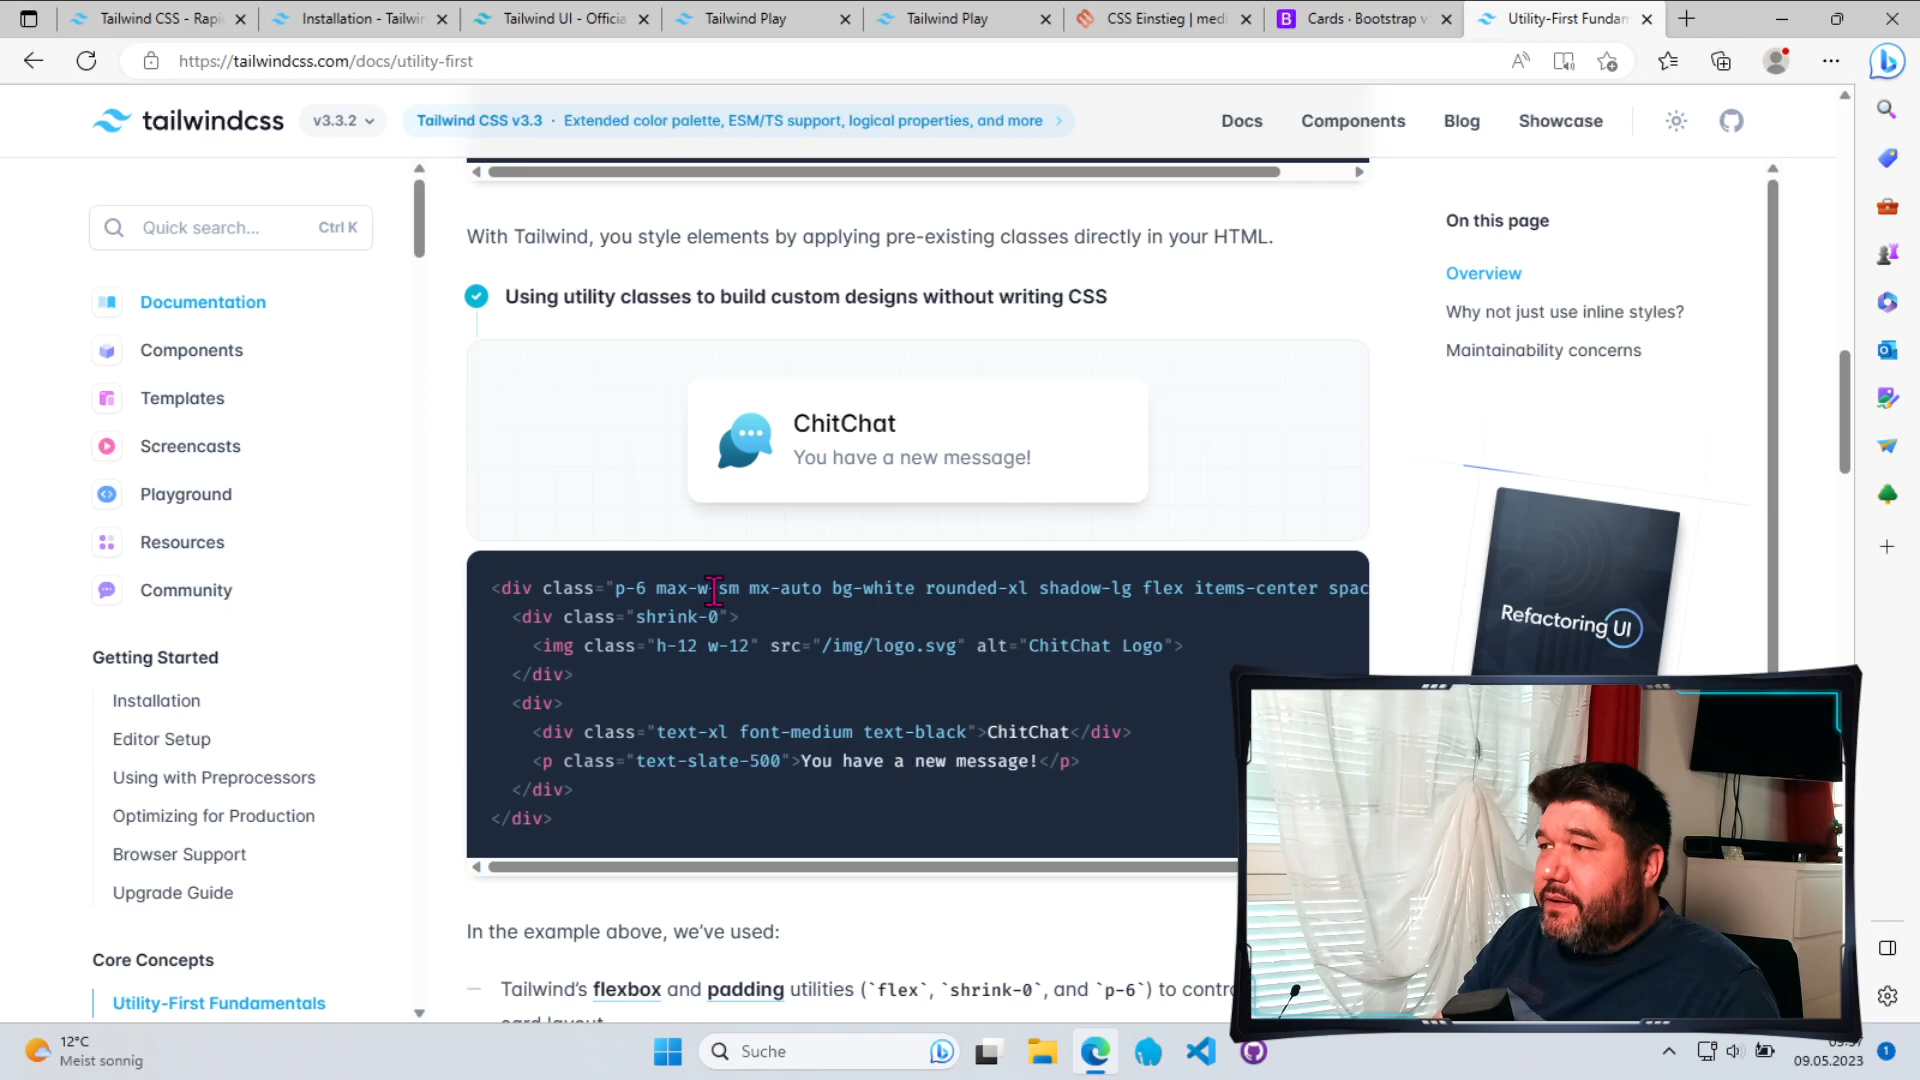 Tailwind CSS - Rapi
Installation - Tailwin
Tailwind UI - Officia
Tailwind Play
Tailwind Play
CSS Einstieg | medi
Cards · Bootstrap v
Utility-First Fundam
https://tailwindcss.com/docs/utility-first
tailwindcss
v3.3.2
Tailwind CSS v3.3 · Extended color palette, ESM/TS support, logical properties, and more
Docs
Components
Blog
Showcase
Quick search...
Ctrl K
Documentation
Components
Templates
Screencasts
Playground
Resources
Community
Getting Started
Installation
Editor Setup
Using with Preprocessors
Optimizing for Production
Browser Support
Upgrade Guide
Core Concepts
Utility-First Fundamentals
With Tailwind, you style elements by applying pre-existing classes directly in your HTML.
Using utility classes to build custom designs without writing CSS
ChitChat
You have a new message!
<div class="p-6 max-w-sm mx-auto bg-white rounded-xl shadow-lg flex items-center spac
<div class="shrink-0">
<img class="h-12 w-12" src="/img/logo.svg" alt="ChitChat Logo">
</div>
<div>
<div class="text-xl font-medium text-black">ChitChat</div>
<p class="text-slate-500">You have a new message!</p>
</div>
</div>
In the example above, we've used:
Tailwind's flexbox and padding utilities (`flex`, `shrink-0`, and `p-6`) to contro
card layout
On this page
Overview
Why not just use inline styles?
Maintainability concerns
Refactoring UI
12°C
Meist sonnig
Suche
09.05.2023
1